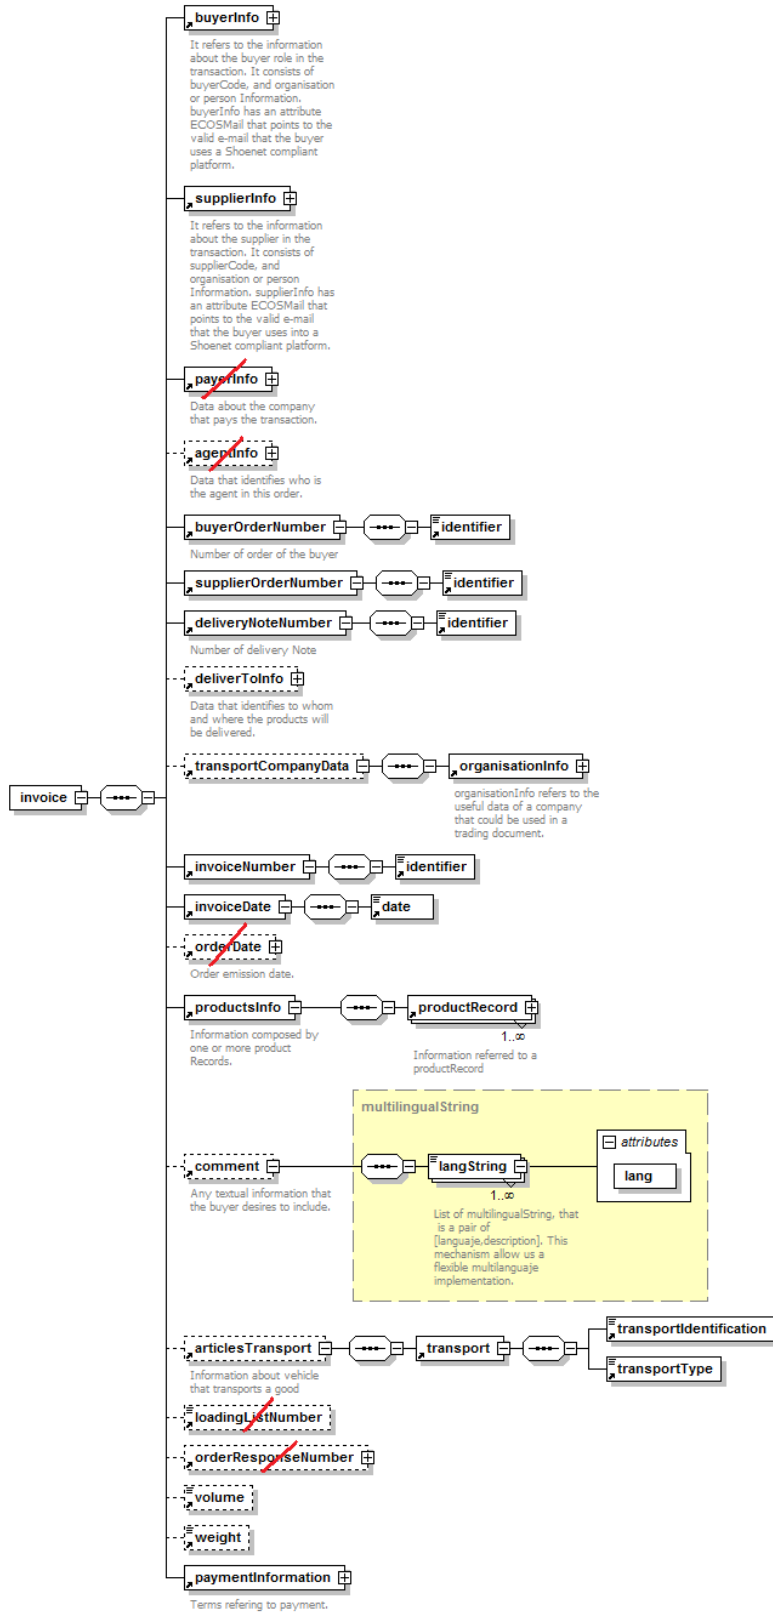 buyerInfo
It refers to the information
about the buyer role in the
transaction. It consists of
buyerCode, and organisation
or person Information.
buyerInfo has an attribute
ECOSMail that points to the
valid e-mail that the buyer
uses a Shoenet compliant
platform.
supplierInfo
It refers to the information
about the supplier in the
transaction. It consists of
supplierCode, and
organisation or person
Information. supplierInfo has
an attribute ECOSMail that
points to the valid e-mail
that the buyer uses into a
Shoenet compliant platform.
payerInfo
Data about the company
that pays the transaction.
agentInfo
Data that identifies who is
the agent in this order.
buyerOrderNumber identifier
Number of order of the buyer
supplierOrderNumber identifier
deliveryNoteNumber identifier
Number of delivery Note
deliverToInfo
Data that identifies to whom
and where the products will
be delivered.
transportCompanyData organisationInfo
organisationInfo refers to the
useful data of a company
that could be used in a
trading document.
invoice
invoiceNumber identifier
invoiceDate date
orderDate
Order emission date.
productsInfo productRecord
1..∞
Information composed by
one or more product
Records.
Information referred to a
productRecord
multilingualString
comment langString attributes
lang
1..∞
Any textual information that
the buyer desires to include.
List of multilingualString, that
is a pair of
[languaje,description]. This
mechanism allow us a
flexible multilanguaje
implementation.
articlesTransport transport transportIdentification
transportType
Information about vehicle
that transports a good
loadingListNumber
orderResponseNumber
volume
weight
paymentInformation
Terms refering to payment.